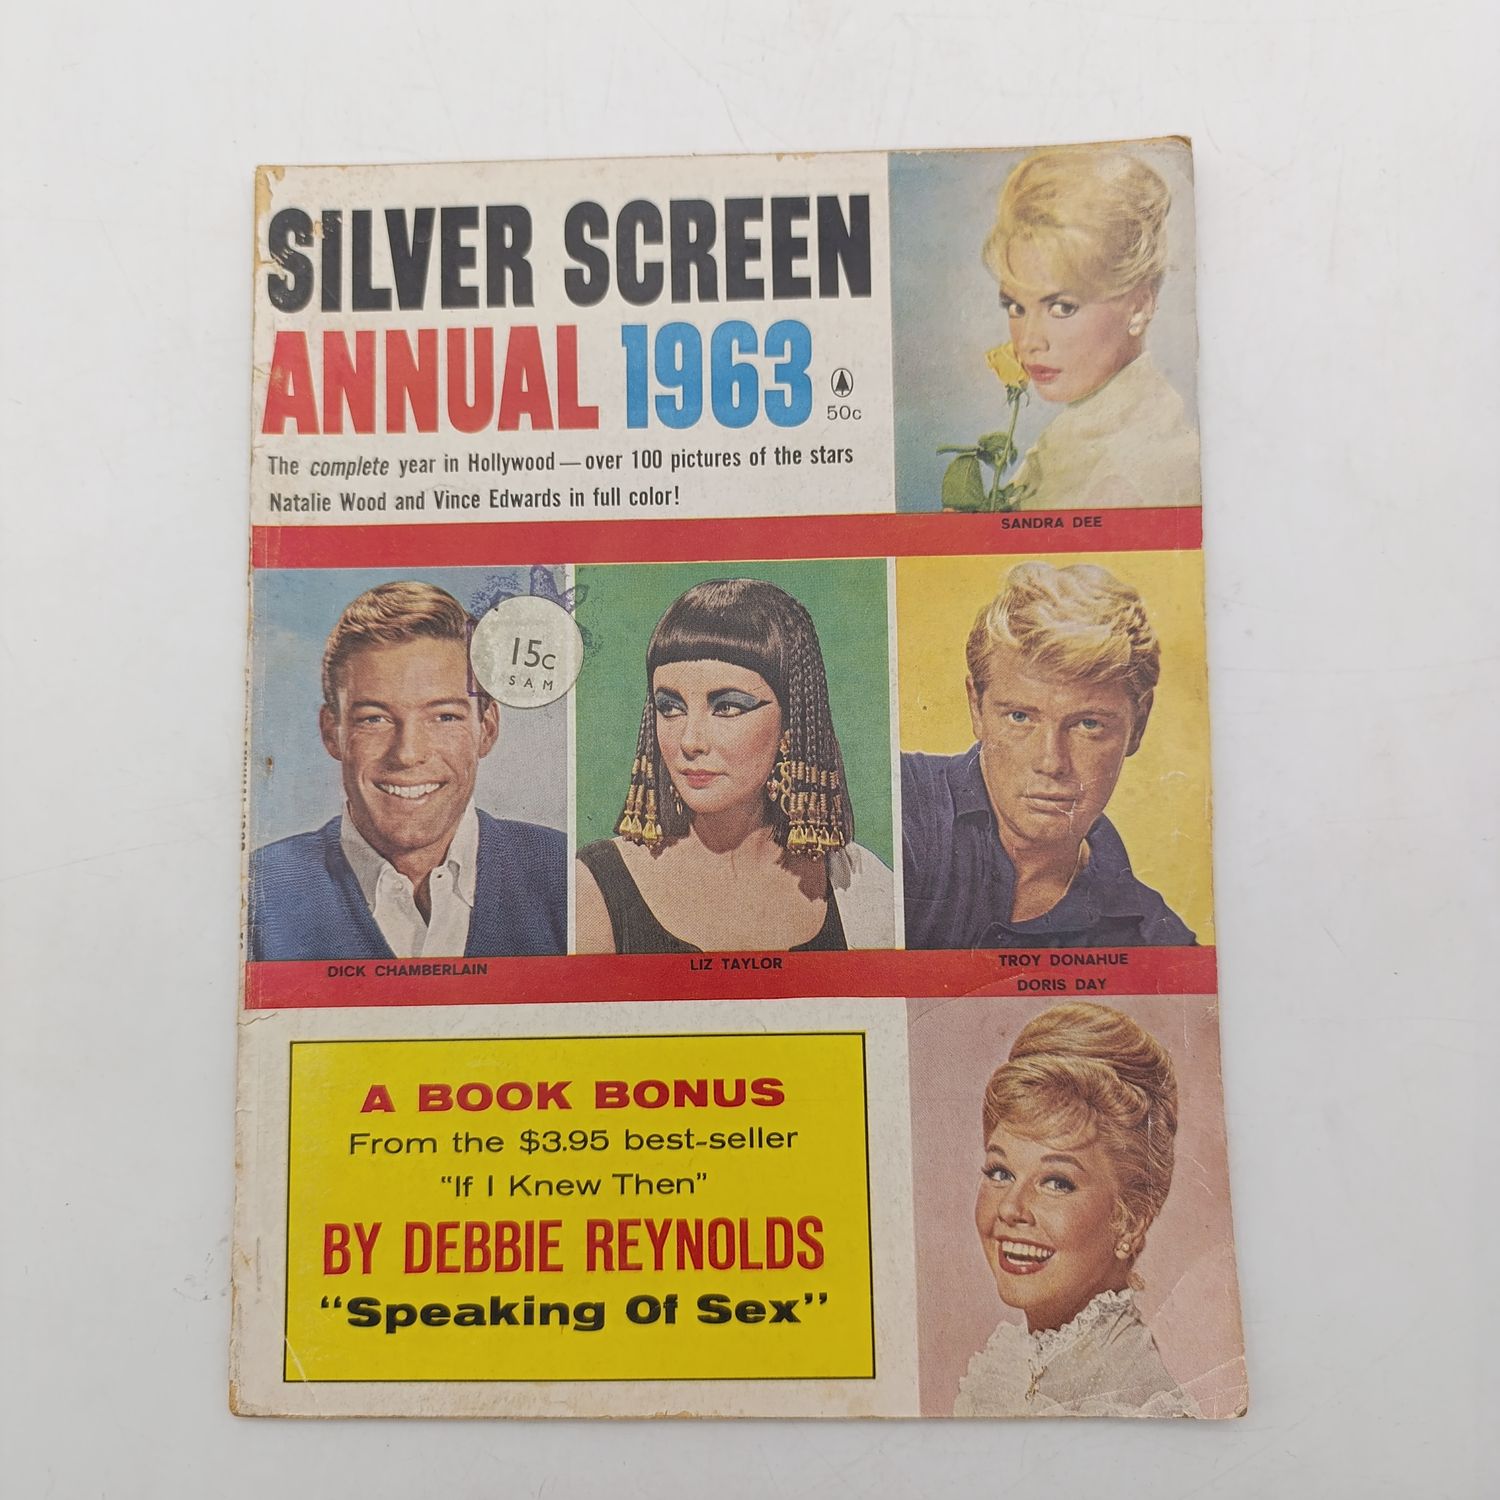 SILVER SCREEN
ANNUAL 1963
50c
The complete year in Hollywood — over 100 pictures of the stars
Natalie Wood and Vince Edwards in full color!
SANDRA DEE
15c
SAM
DICK CHAMBERLAIN
LIZ TAYLOR
TROY DONAHUE
DORIS DAY
A BOOK BONUS
From the $3.95 best-seller
"If I Knew Then"
BY DEBBIE REYNOLDS
"Speaking Of Sex"